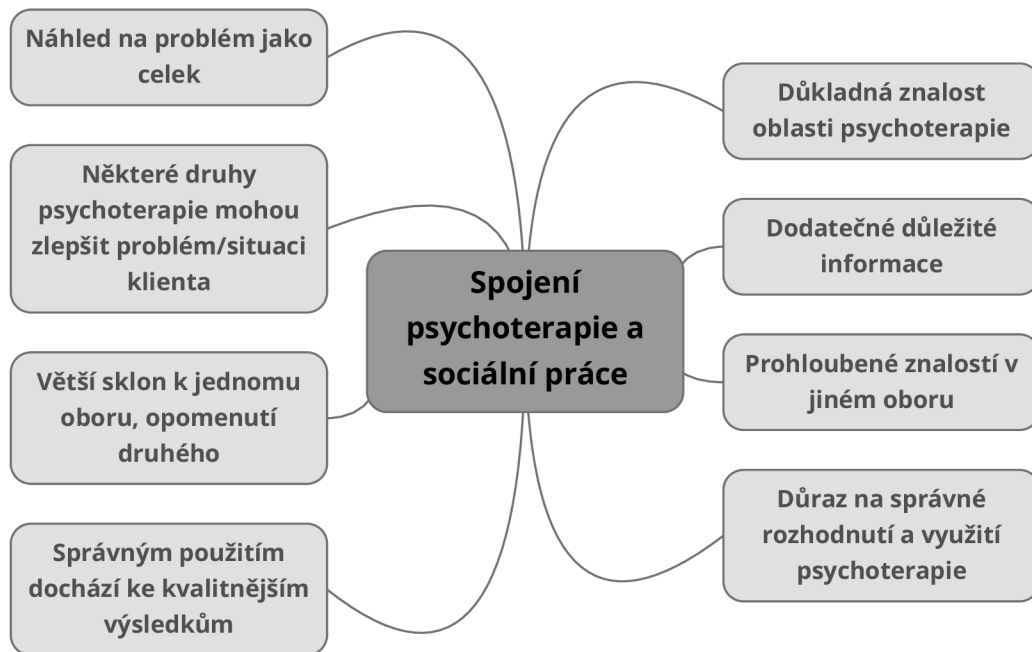 Náhled na problém jako
celek
Některé druhy
psychoterapie mohou
zlepšit problém/situaci
klienta
Větší sklon k jednomu
oboru, opomenutí
druhého
Správným použitím
dochází ke kvalitnějším
výsledkům
Spojení
psychoterapie a
sociální práce
Důkladná znalost
oblasti psychoterapie
Dodatečné důležité
informace
Prohloubené znalostí v
jiném oboru
Důraz na správné
rozhodnutí a využití
psychoterapie